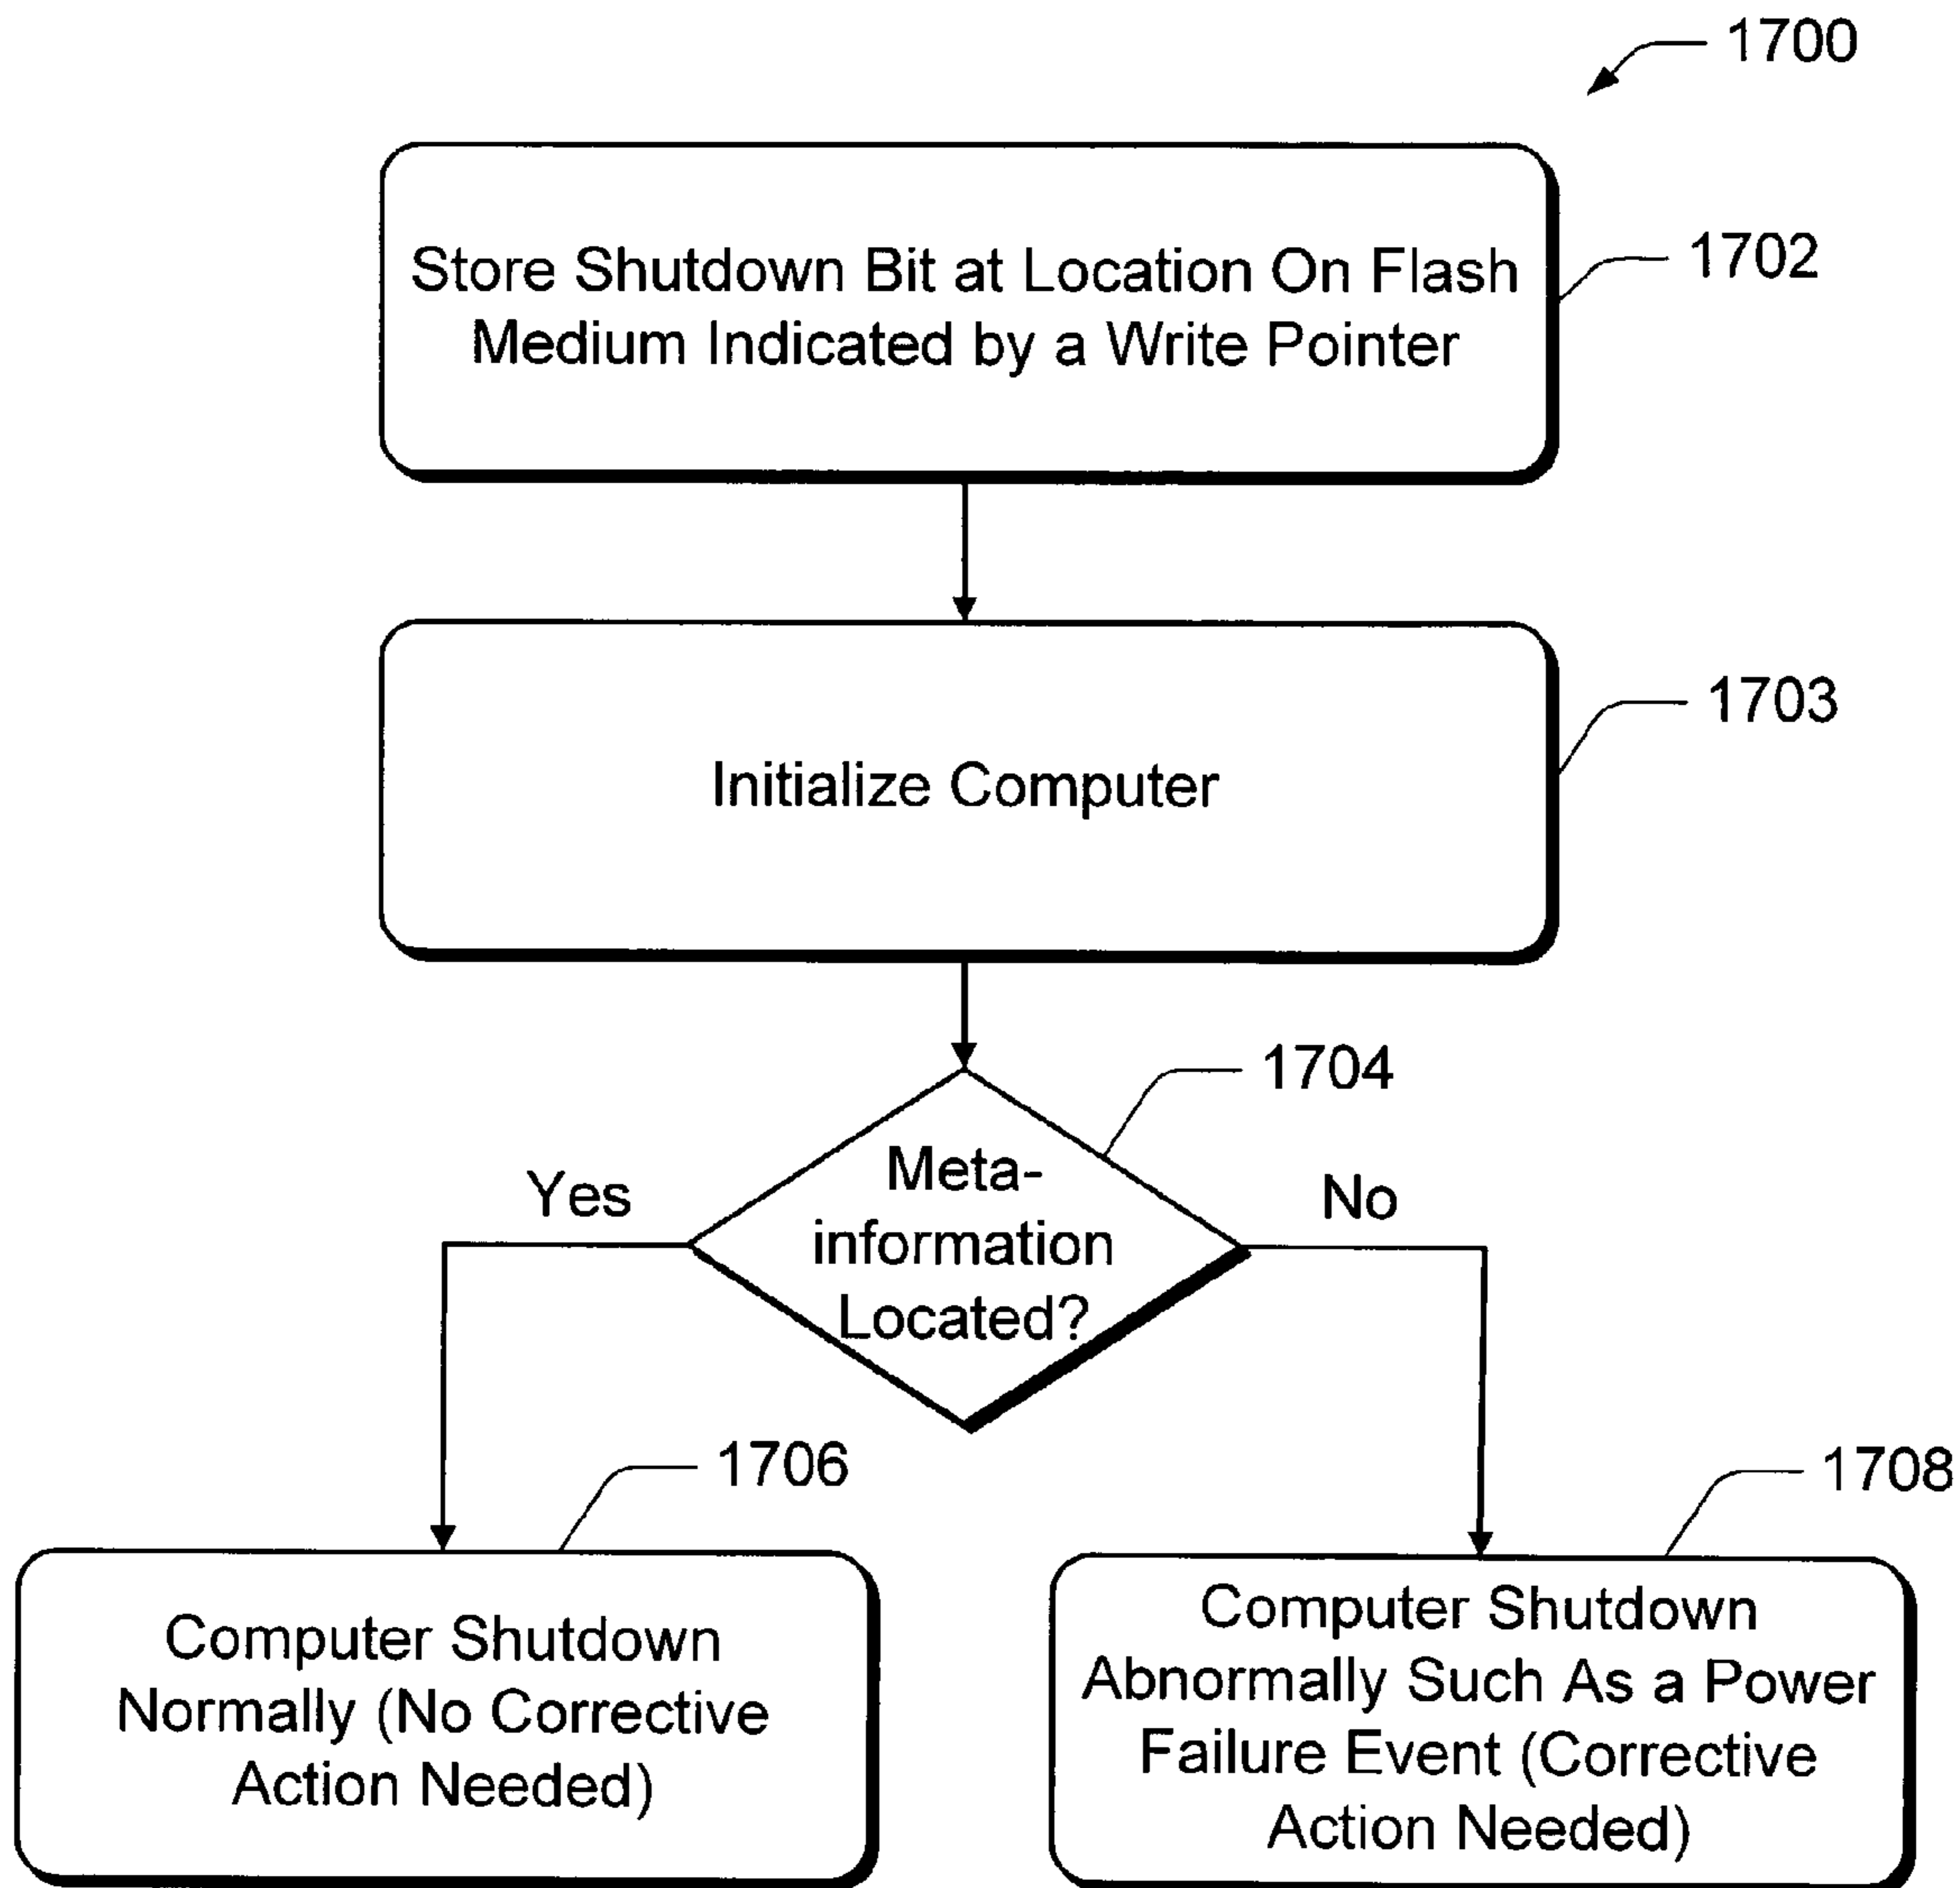 1700
Store Shutdown Bit at Location On Flash
Medium Indicated by a Write Pointer
1702
Initialize Computer
1703
1704
Meta-
information
Located?
Yes
No
1706
Computer Shutdown
Normally (No Corrective
Action Needed)
1708
Computer Shutdown
Abnormally Such As a Power
Failure Event (Corrective
Action Needed)